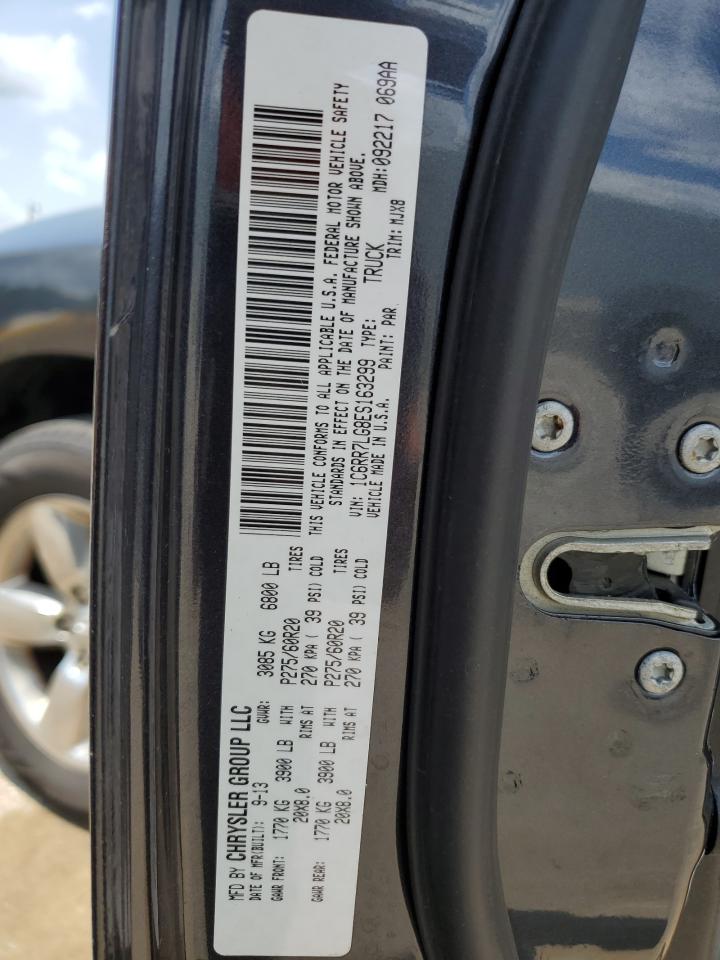 MFD BY CHRYSLER GROUP LLC
DATE OF MFR(BUILT): 9-13 GVWR: 3085 KG 6800 LB
GAWR FRONT: 1770 KG 3900 LB WITH P275/60R20 TIRES
20X8.0 RIMS AT 270 KPA ( 39 PSI) COLD
GAWR REAR: 1770 KG 3900 LB WITH P275/60R20 TIRES
20X8.0 RIMS AT 270 KPA ( 39 PSI) COLD
THIS VEHICLE CONFORMS TO ALL APPLICABLE U.S.A. FEDERAL MOTOR VEHICLE SAFETY
STANDARDS IN EFFECT ON THE DATE OF MANUFACTURE SHOWN ABOVE.
VIN: 1C6RR7LG8ES163299 TYPE: TRUCK MDH: 092217 069AA
VEHICLE MADE IN U.S.A. PAINT: PAR TRIM: MJX8